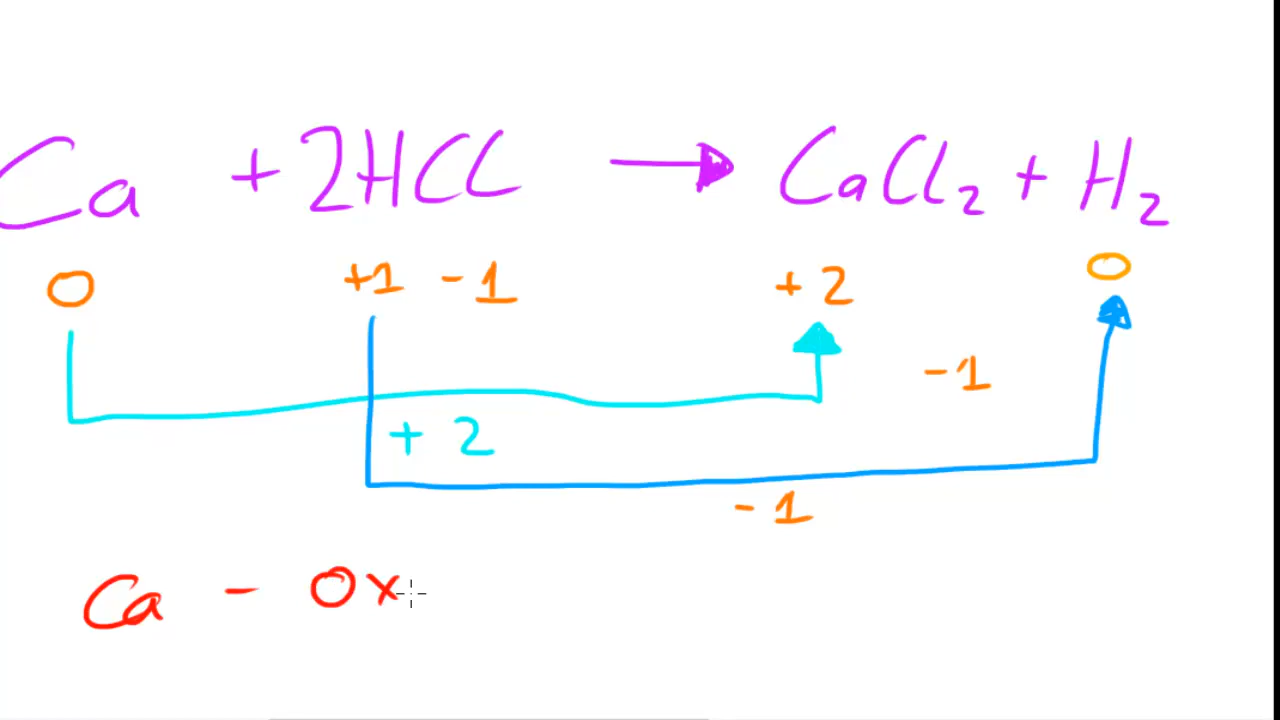 Ca + 2HCl → CaCl₂ + H₂
0 +1 -1 +2 0
-1
+ 2
-1
Ca - Ox